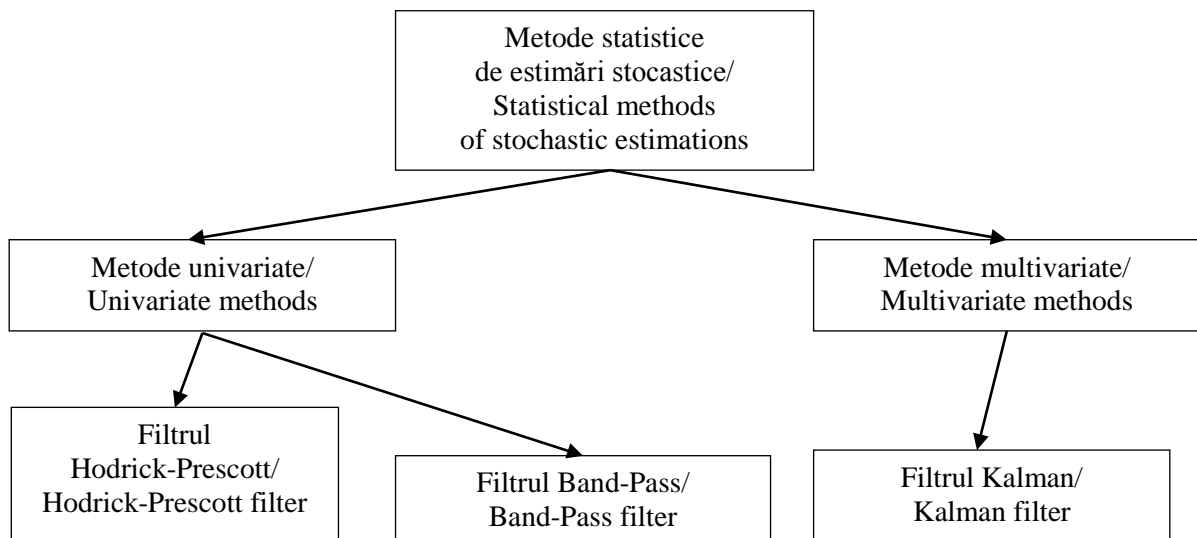 Metode statistice
de estimări stocastice/
Statistical methods
of stochastic estimations
Metode univariate/
Univariate methods
Metode multivariate/
Multivariate methods
Filtrul
Hodrick-Prescott/
Hodrick-Prescott filter
Filtrul Band-Pass/
Band-Pass filter
Filtrul Kalman/
Kalman filter